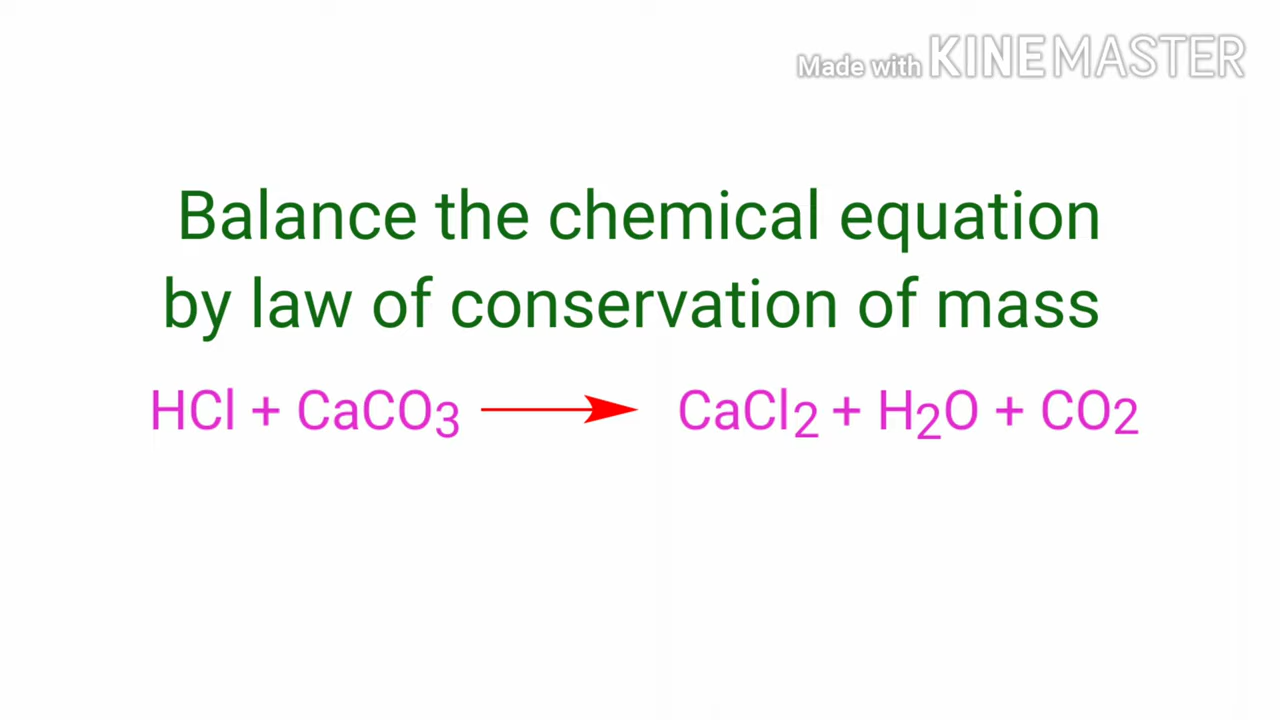 Made with KINEMASTER
Balance the chemical equation
by law of conservation of mass
HCl + CaCO₃ ⟶ CaCl₂ + H₂O + CO₂